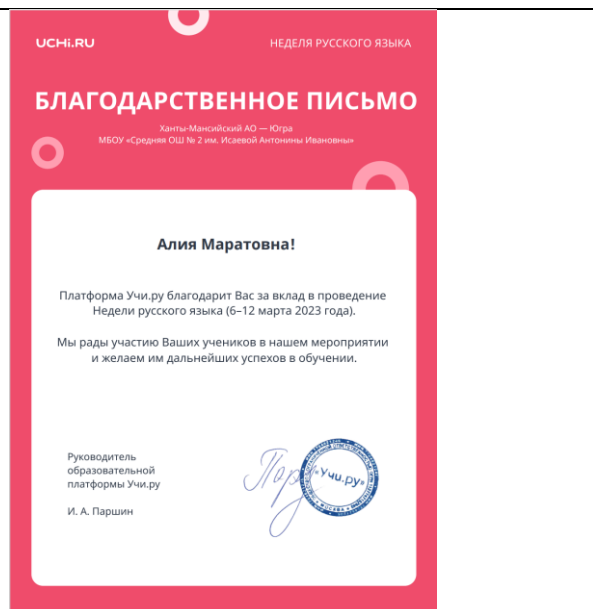 UCHi.RU
НЕДЕЛЯ РУССКОГО ЯЗЫКА
БЛАГОДАРСТВЕННОЕ ПИСЬМО
Ханты-Мансийский АО — Югра
МБОУ «Средняя ОШ № 2 им. Исаевой Антонины Ивановны»
Алия Маратовна!
Платформа Учи.ру благодарит Вас за вклад в проведение
Недели русского языка (6–12 марта 2023 года).
Мы рады участию Ваших учеников в нашем мероприятии
и желаем им дальнейших успехов в обучении.
Руководитель
образовательной
платформы Учи.ру
И. А. Паршин
«Учи.ру»